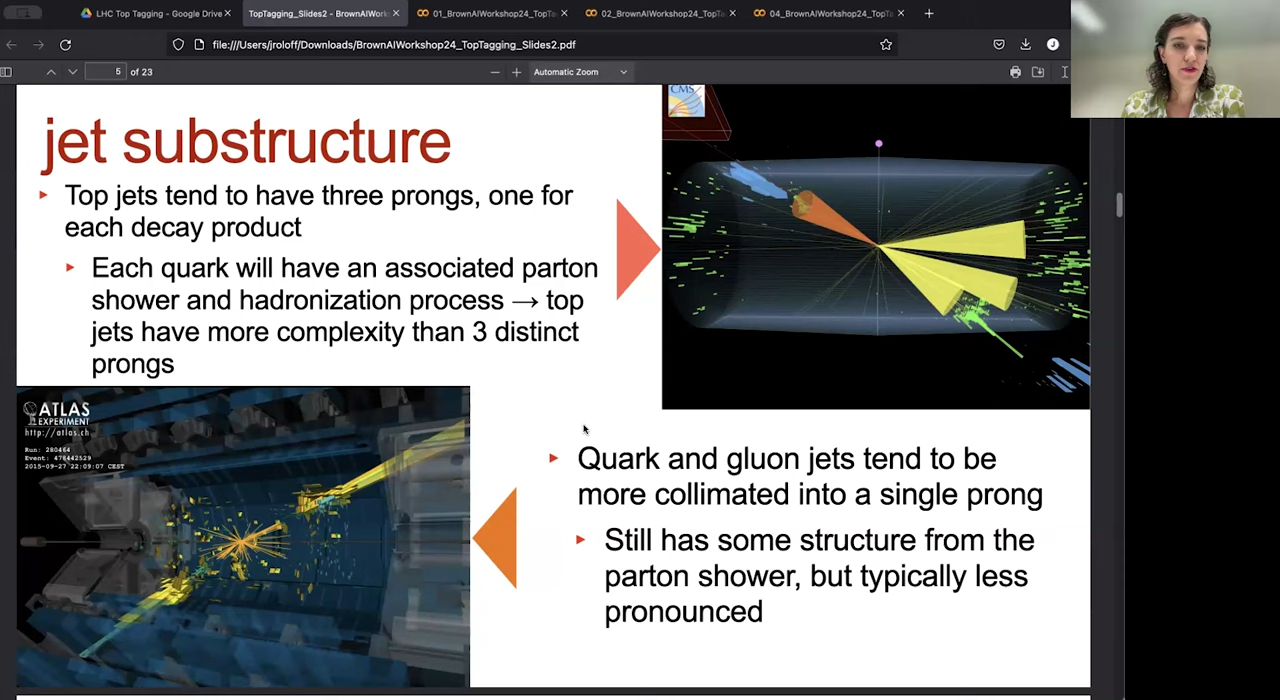 LHC Top Tagging - Google Drive
TopTagging_Slides2 - BrownAIWorks
01_BrownAIWorkshop24_TopTa
02_BrownAIWorkshop24_TopTa
04_BrownAIWorkshop24_TopTa
file:///Users/jroloff/Downloads/BrownAIWorkshop24_TopTagging_Slides2.pdf
J
5 of 23
Automatic Zoom
jet substructure
CMS
Top jets tend to have three prongs, one for
each decay product
Each quark will have an associated parton
shower and hadronization process → top
jets have more complexity than 3 distinct
prongs
ATLAS
EXPERIMENT
http://atlas.ch
Run: 280464
Event: 478442529
2015-09-27 22:09:07 CEST
Quark and gluon jets tend to be
more collimated into a single prong
Still has some structure from the
parton shower, but typically less
pronounced